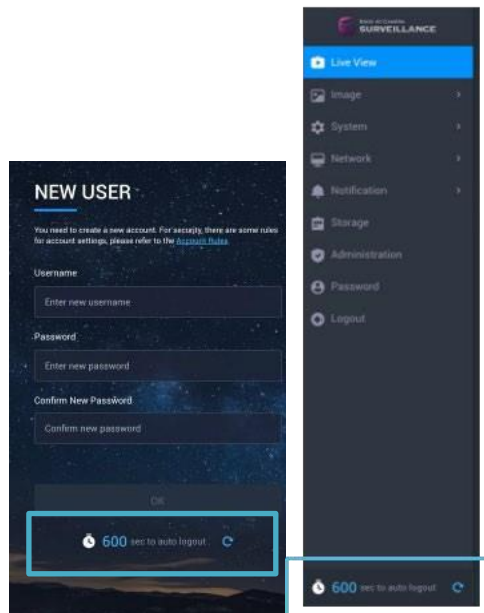 NEW USER
You need to create a new account. For security, there are some rules
for account settings, please refer to the Account Rules.
Username
Enter new username
Password
Enter new password
Confirm New Password
Confirm new password
OK
600 sec to auto logout
SURVEILLANCE
Live View
Image
System
Network
Notification
Storage
Administration
Password
Logout
600 sec to auto logout